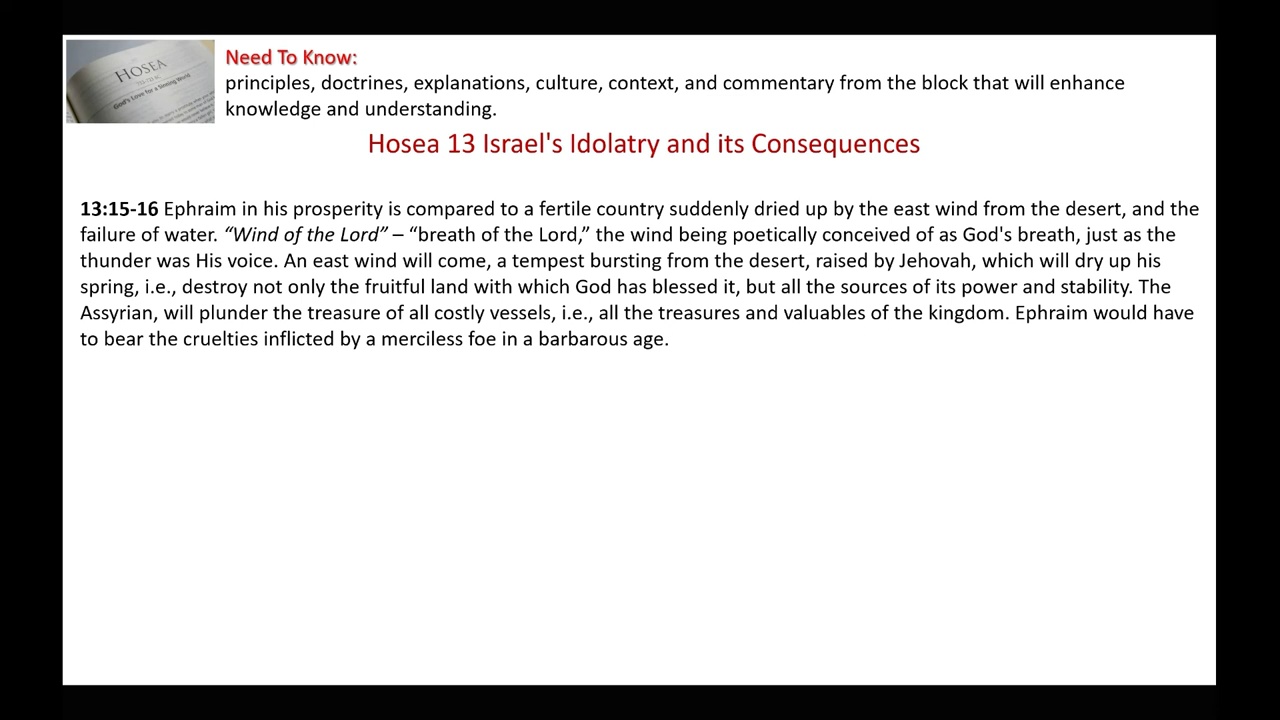 HOSEA
God's Love for a Sinning World
Need To Know:
principles, doctrines, explanations, culture, context, and commentary from the block that will enhance
knowledge and understanding.
Hosea 13 Israel's Idolatry and its Consequences
13:15-16 Ephraim in his prosperity is compared to a fertile country suddenly dried up by the east wind from the desert, and the
failure of water. “Wind of the Lord” – “breath of the Lord,” the wind being poetically conceived of as God's breath, just as the
thunder was His voice. An east wind will come, a tempest bursting from the desert, raised by Jehovah, which will dry up his
spring, i.e., destroy not only the fruitful land with which God has blessed it, but all the sources of its power and stability. The
Assyrian, will plunder the treasure of all costly vessels, i.e., all the treasures and valuables of the kingdom. Ephraim would have
to bear the cruelties inflicted by a merciless foe in a barbarous age.